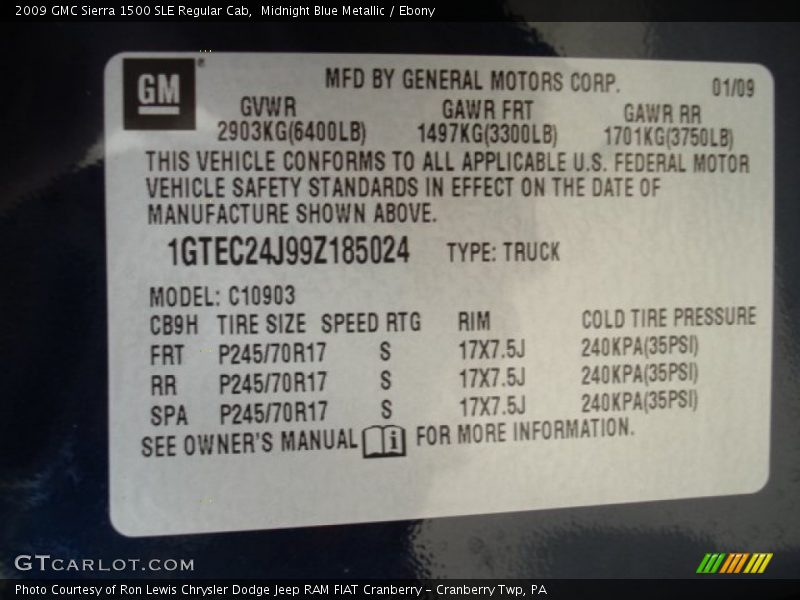 2009 GMC Sierra 1500 SLE Regular Cab,  Midnight Blue Metallic / Ebony
GM ®
MFD BY GENERAL MOTORS CORP. 01/09
GVWR GAWR FRT GAWR RR
2903KG(6400LB) 1497KG(3300LB) 1701KG(3750LB)
THIS VEHICLE CONFORMS TO ALL APPLICABLE U.S. FEDERAL MOTOR
VEHICLE SAFETY STANDARDS IN EFFECT ON THE DATE OF
MANUFACTURE SHOWN ABOVE.
1GTEC24J99Z185024 TYPE: TRUCK
MODEL: C10903
CB9H TIRE SIZE SPEED RTG RIM COLD TIRE PRESSURE
FRT P245/70R17 S 17X7.5J 240KPA(35PSI)
RR P245/70R17 S 17X7.5J 240KPA(35PSI)
SPA P245/70R17 S 17X7.5J 240KPA(35PSI)
SEE OWNER'S MANUAL i FOR MORE INFORMATION.
GTCARLOT.COM
Photo Courtesy of Ron Lewis Chrysler Dodge Jeep RAM FIAT Cranberry - Cranberry Twp, PA